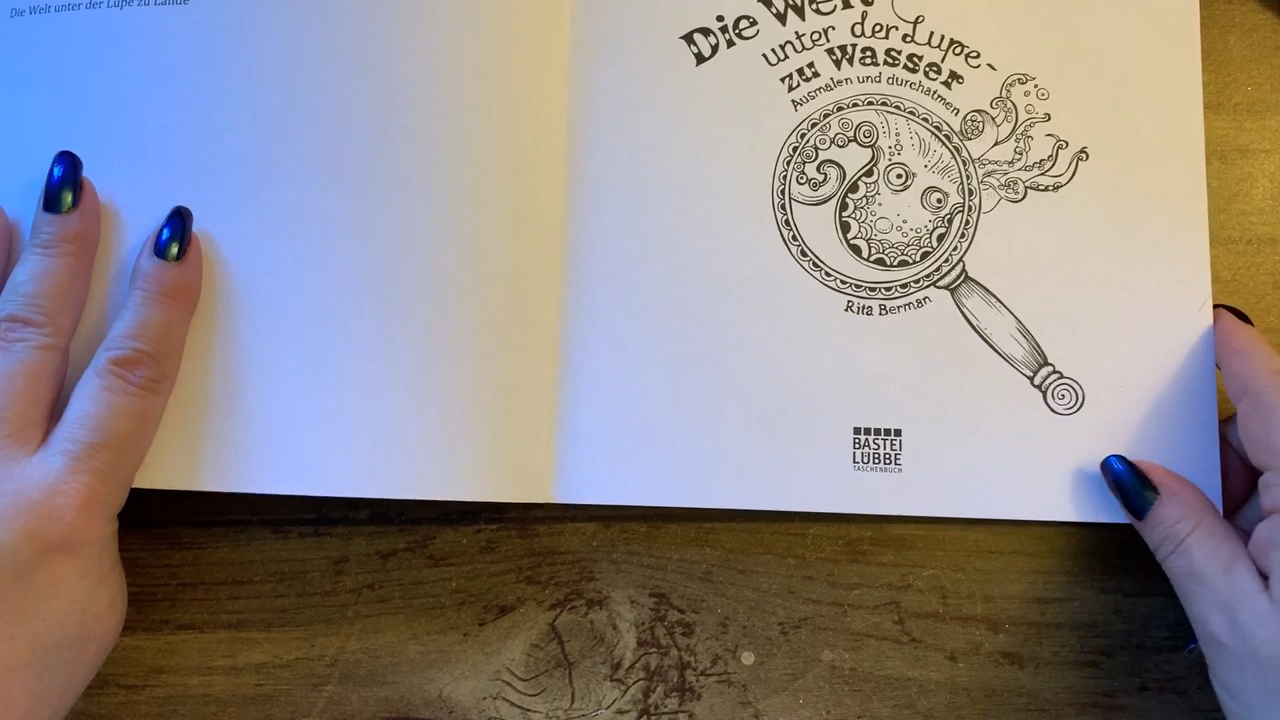 Die Welt unter der Lupe zu Lande
Die Welt
unter der Lupe-
zu Wasser
Ausmalen und durchatmen
Rita Berman
BASTEI
LÜBBE
TASCHENBUCH